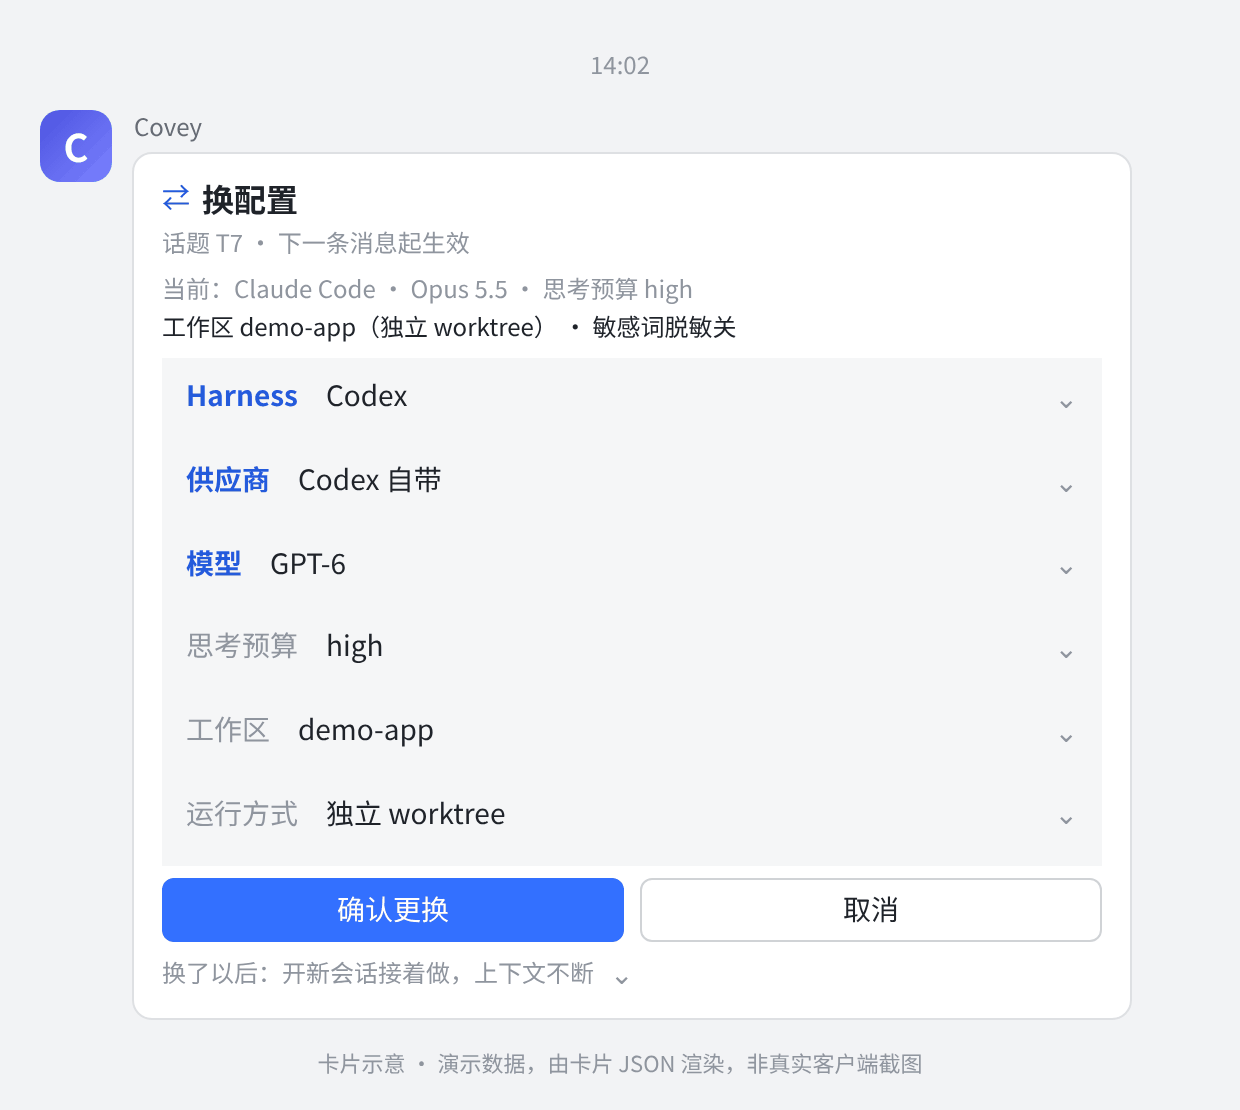 14:02
C
Covey
换配置
话题 T7 · 下一条消息起生效
当前：Claude Code · Opus 5.5 · 思考预算 high
工作区 demo-app（独立 worktree） · 敏感词脱敏关
Harness Codex
供应商 Codex 自带
模型 GPT-6
思考预算 high
工作区 demo-app
运行方式 独立 worktree
确认更换 取消
换了以后：开新会话接着做，上下文不断
卡片示意 · 演示数据，由卡片 JSON 渲染，非真实客户端截图